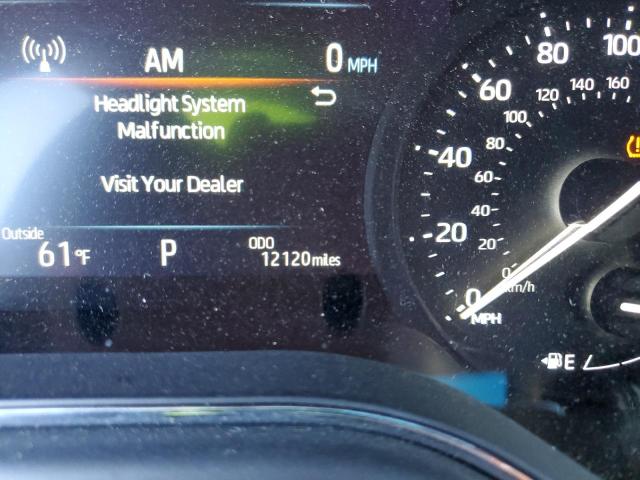 AM 0 MPH
Headlight System
Malfunction
Visit Your Dealer
Outside
61°F P ODO
12120 miles
100
80
60
40
20
0
MPH
160
140
120
100
80
60
40
20
0
km/h
E